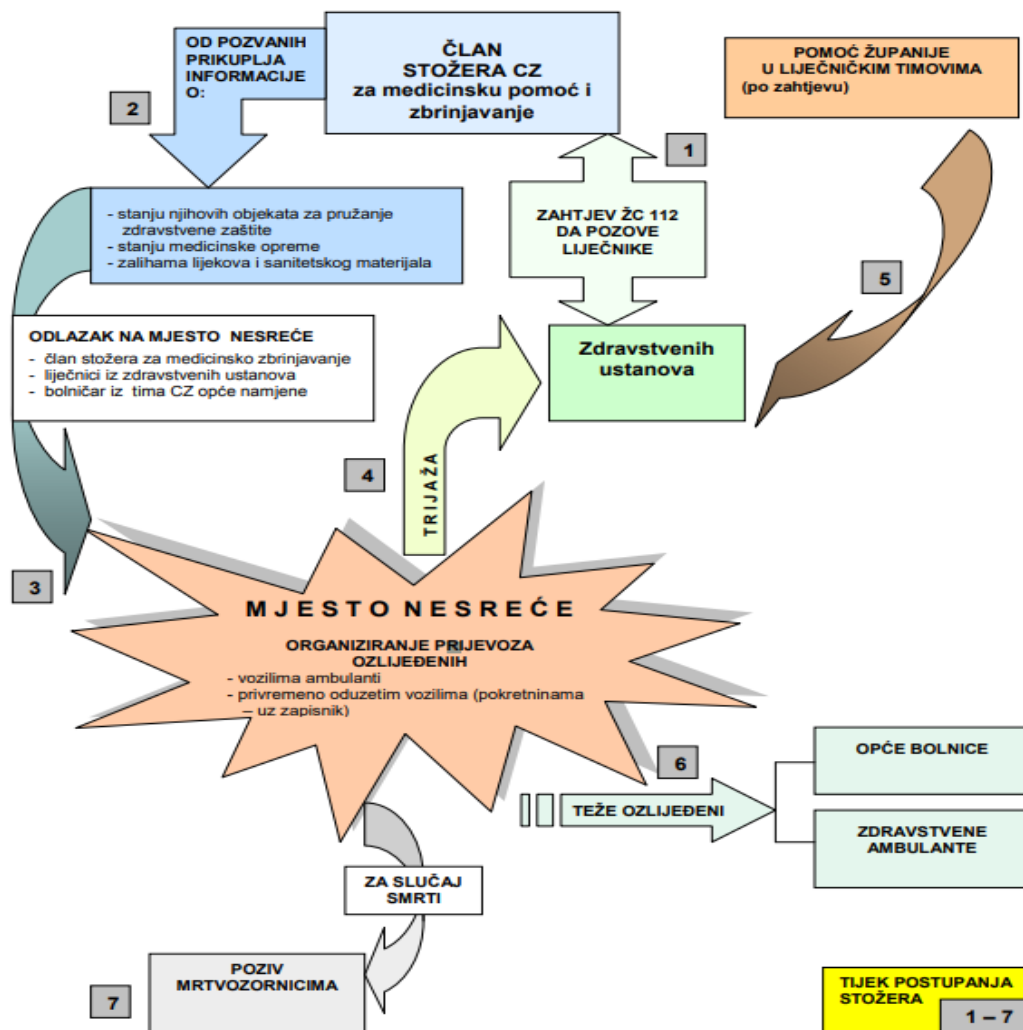 OD POZVANIH
PRIKUPLJA
INFORMACIJE
O:
ČLAN
STOŽERA CZ
za medicinsku pomoć i
zbrinjavanje
POMOĆ ŽUPANIJE
U LIJEČNIČKIM TIMOVIMA
(po zahtjevu)
2
1
- stanju njihovih objekata za pružanje
zdravstvene zaštite
- stanju medicinske opreme
- zalihama lijekova i sanitetskog materijala
ZAHTJEV ŽC 112
DA POZOVE
LIJEČNIKE
5
ODLAZAK NA MJESTO NESREĆE
- član stožera za medicinsko zbrinjavanje
- liječnici iz zdravstvenih ustanova
- bolničar iz tima CZ opće namjene
Zdravstvenih
ustanova
4
TRIJAŽA
3
MJESTO NESREĆE
ORGANIZIRANJE PRIJEVOZA
OZLIJEĐENIH
- vozilima ambulanti
- privremeno oduzetim vozilima (pokretninama
– uz zapisnik)
6
TEŽE OZLIJEĐENI
OPĆE BOLNICE
ZDRAVSTVENE
AMBULANTE
ZA SLUČAJ
SMRTI
7
POZIV
MRTVOZORNICIMA
TIJEK POSTUPANJA
STOŽERA
1 – 7